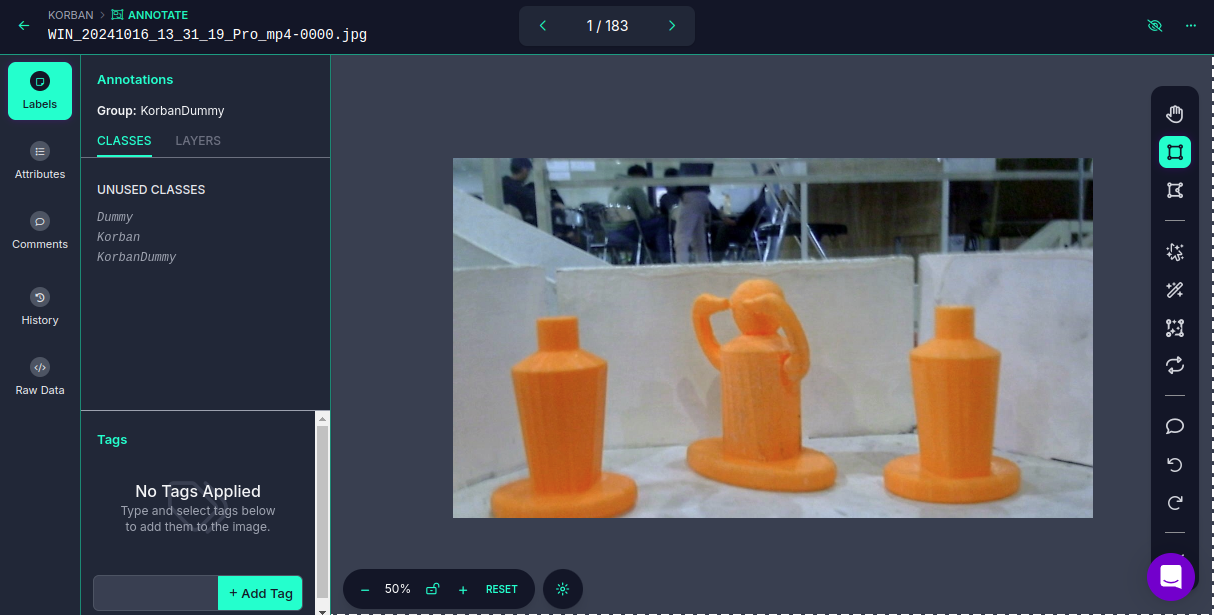 KORBAN > ANNOTATE
WIN_20241016_13_31_19_Pro_mp4-0000.jpg
1 / 183
Labels
Attributes
Comments
History
Raw Data
Annotations
Group: KorbanDummy
CLASSES LAYERS
UNUSED CLASSES
Dummy
Korban
KorbanDummy
Tags
No Tags Applied
Type and select tags below
to add them to the image.
+ Add Tag
50%
RESET